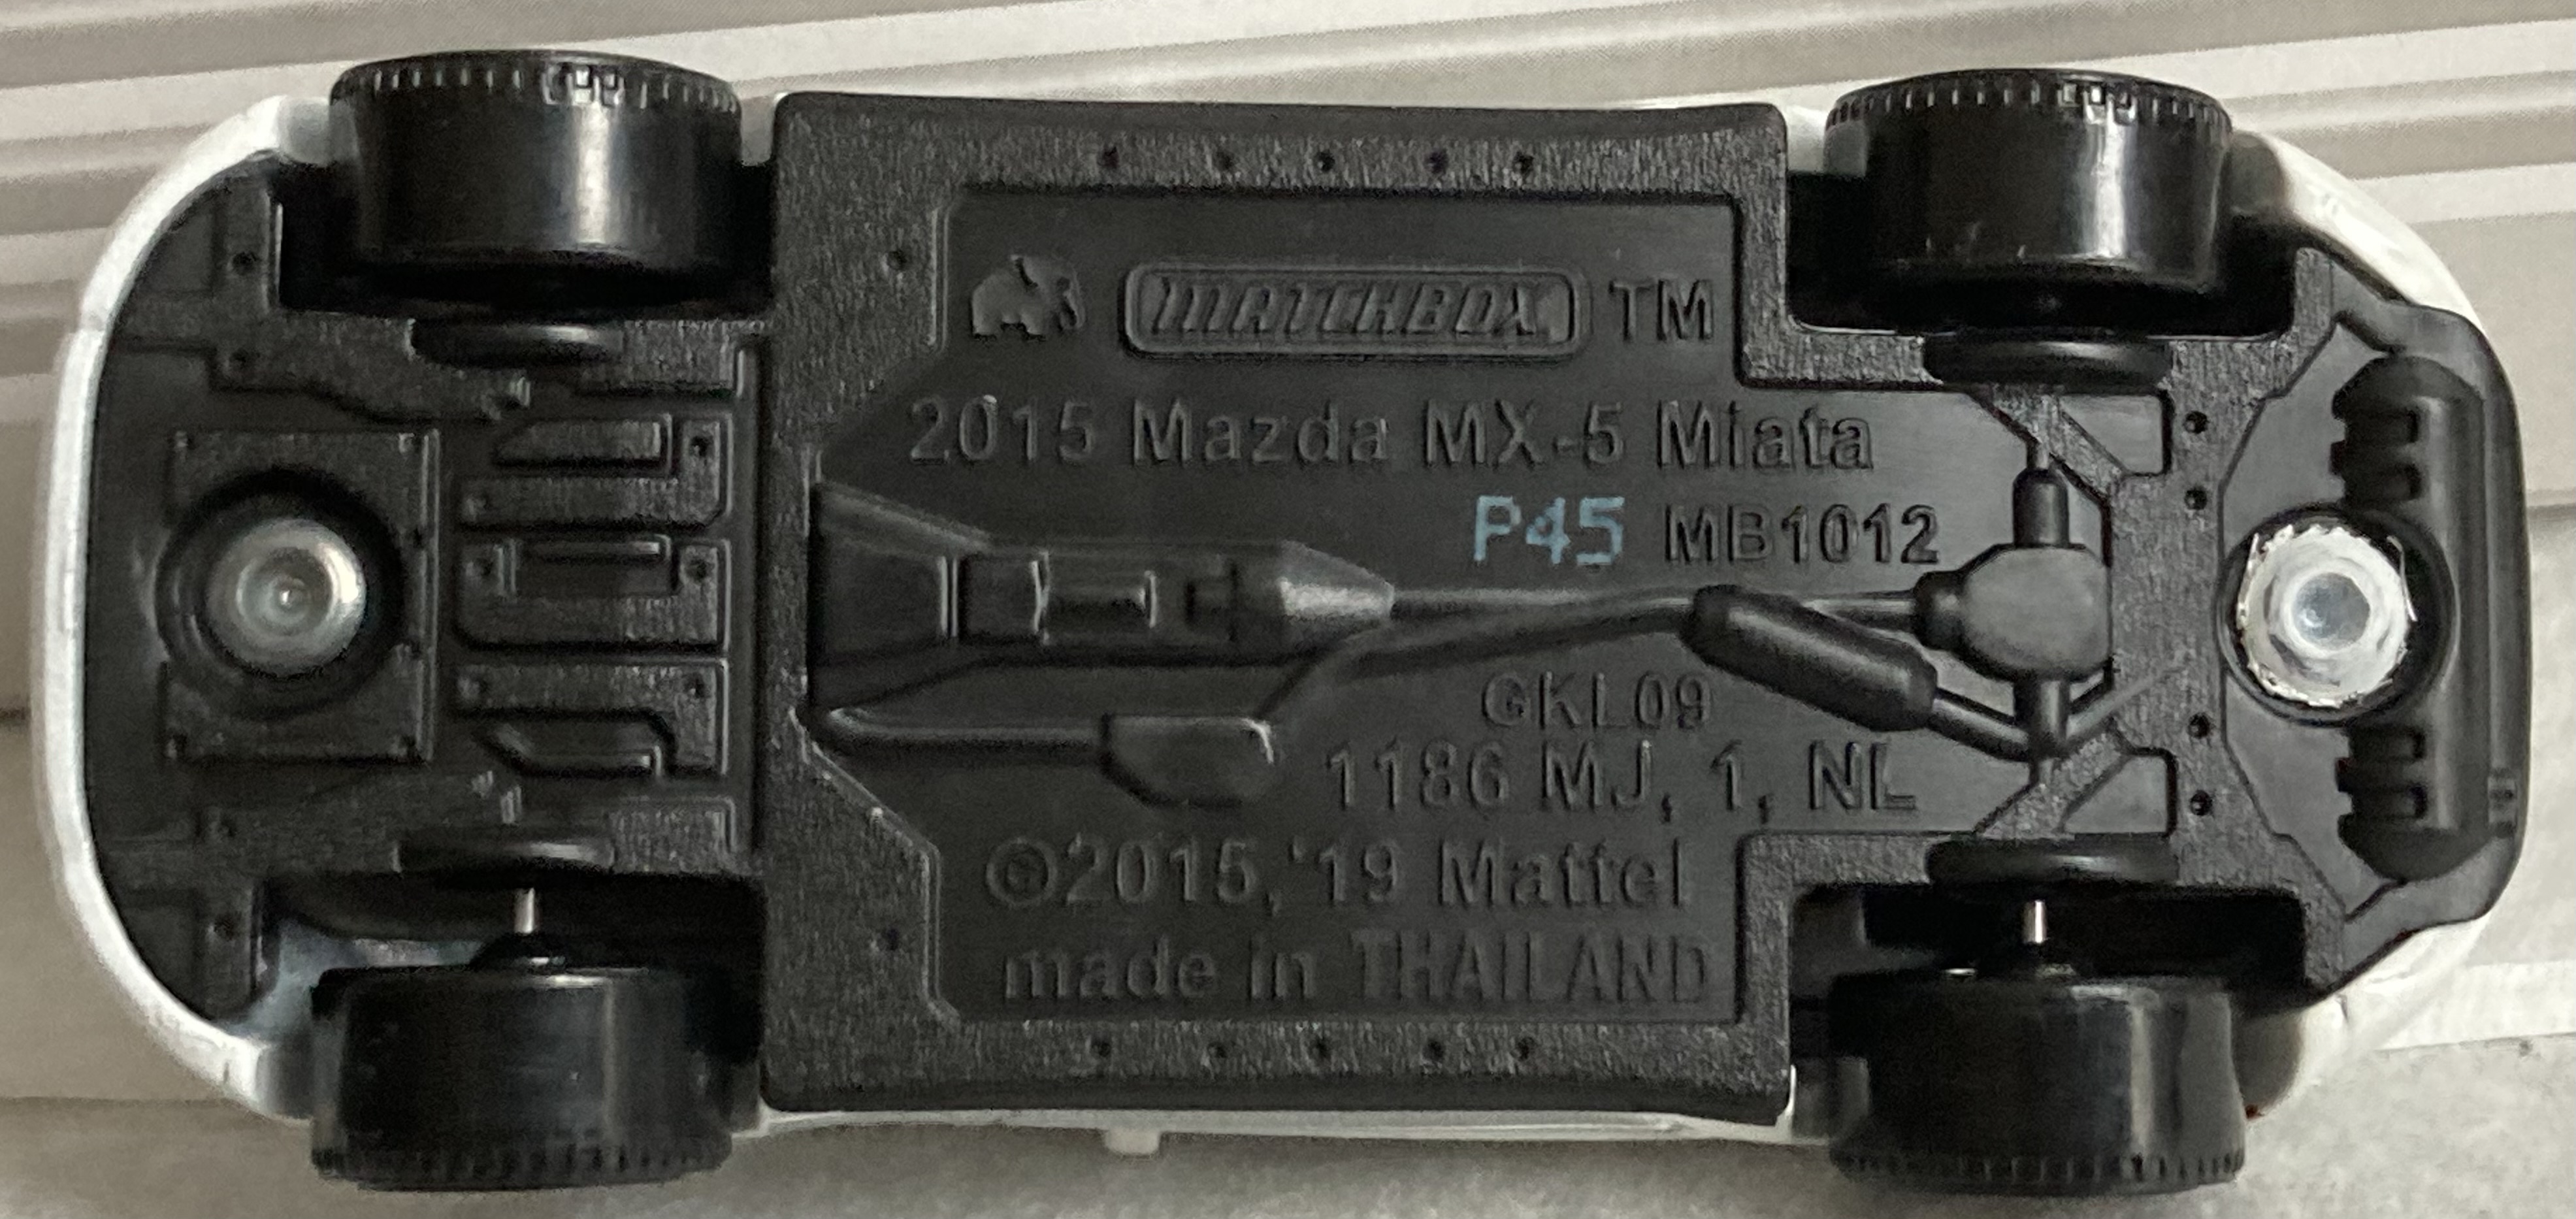 MATCHBOX TM
2015 Mazda MX-5 Miata
P45 MB1012
GKL09
1186 MJ, 1, NL
©2015, '19 Mattel
made in THAILAND